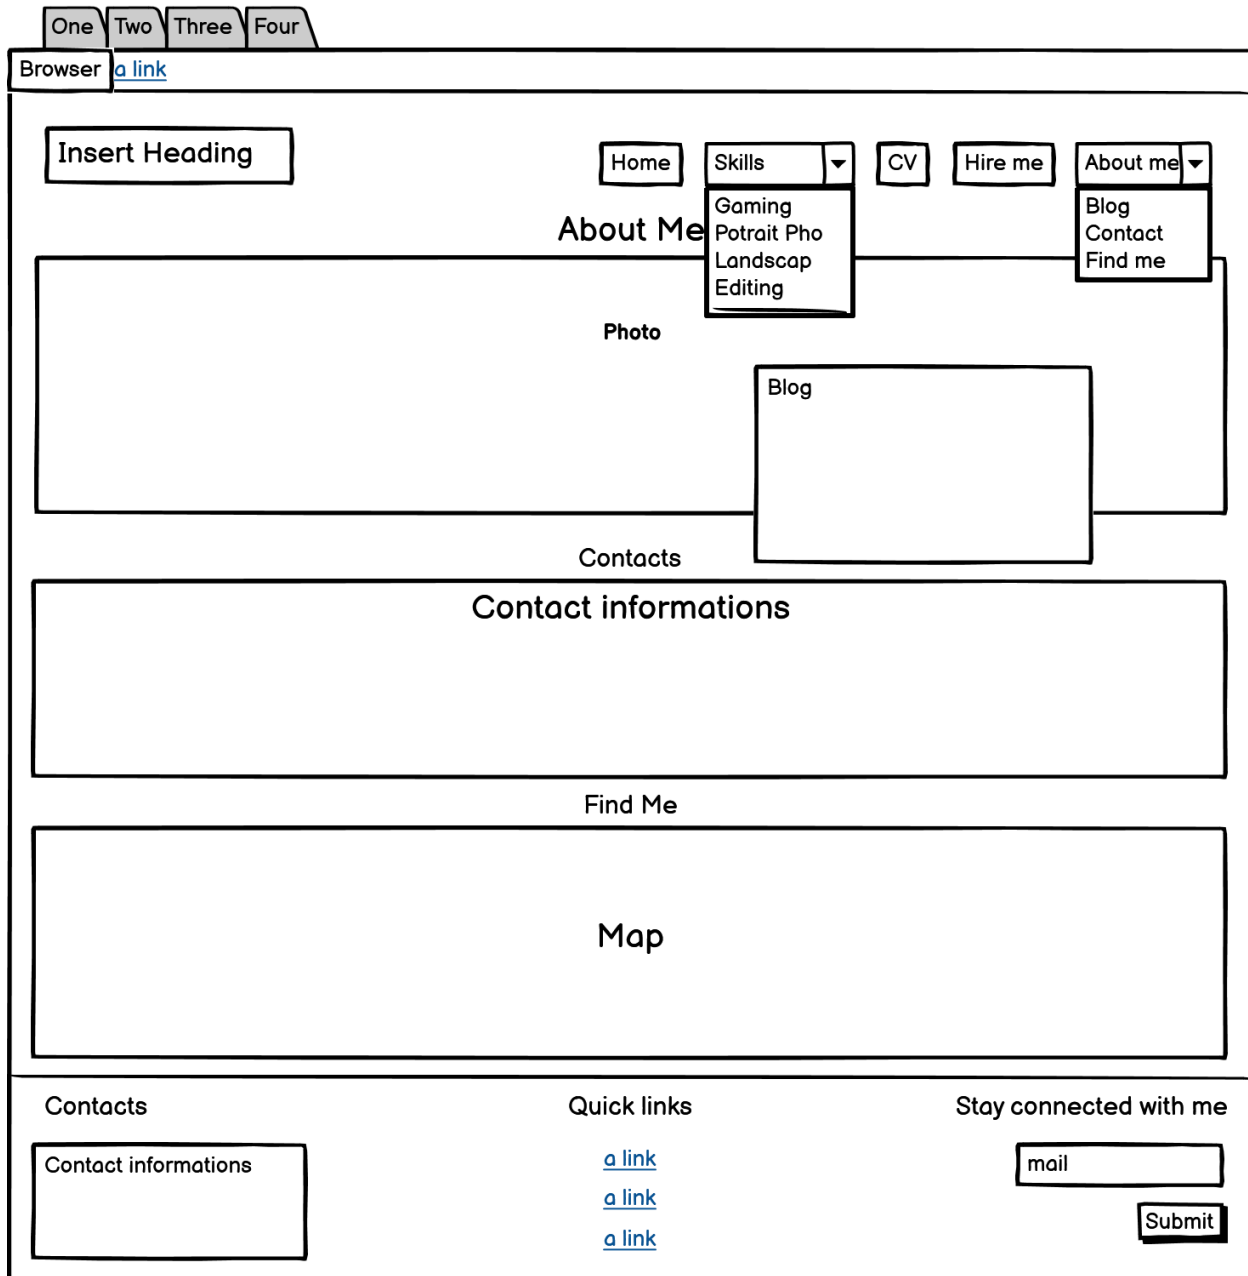 One Two Three Four
Browser a link
Insert Heading
Home Skills CV Hire me About me
Gaming
Potrait Pho
Landscap
Editing
Blog
Contact
Find me
About Me
Photo
Blog
Contacts
Contact informations
Find Me
Map
Contacts
Contact informations
Quick links
a link
a link
a link
Stay connected with me
mail
Submit